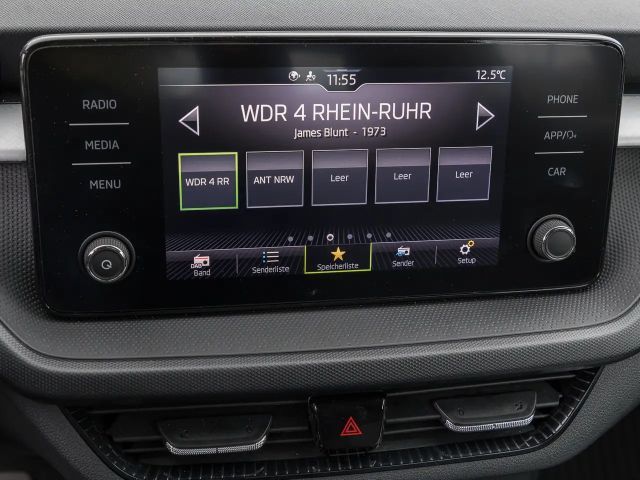 11:55
12.5°C
RADIO
MEDIA
MENU
WDR 4 RHEIN-RUHR
James Blunt - 1973
WDR 4 RR
ANT NRW
Leer
Leer
Leer
PHONE
APP/
CAR
Band
Senderliste
Speicherliste
Sender
Setup